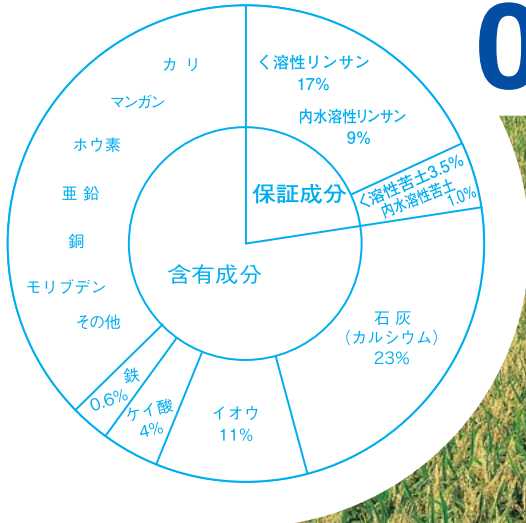 0
く溶性リンサン
17%
内水溶性リンサン
9%
保証成分
く溶性苦土3.5%
内水溶性苦土
1.0%
石灰
(カルシウム)
23%
イオウ
11%
ケイ酸
4%
鉄
0.6%
含有成分
カリ
マンガン
ホウ素
亜鉛
銅
モリブデン
その他